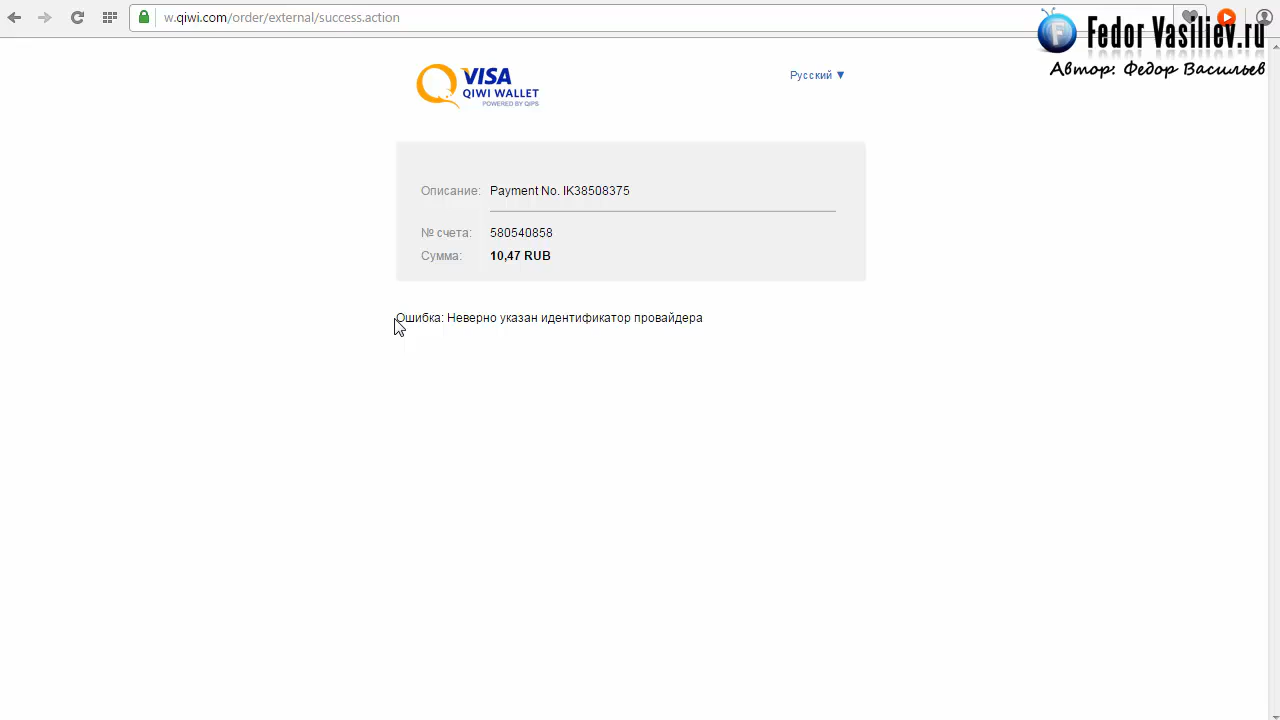 w.qiwi.com/order/external/success.action
Fedor Vasiliev.ru
Автор: Федор Васильев
VISA
QIWI WALLET
POWERED BY QIPS
Русский ▼
Описание: Payment No. IK38508375
№ счета: 580540858
Сумма: 10,47 RUB
Ошибка: Неверно указан идентификатор провайдера